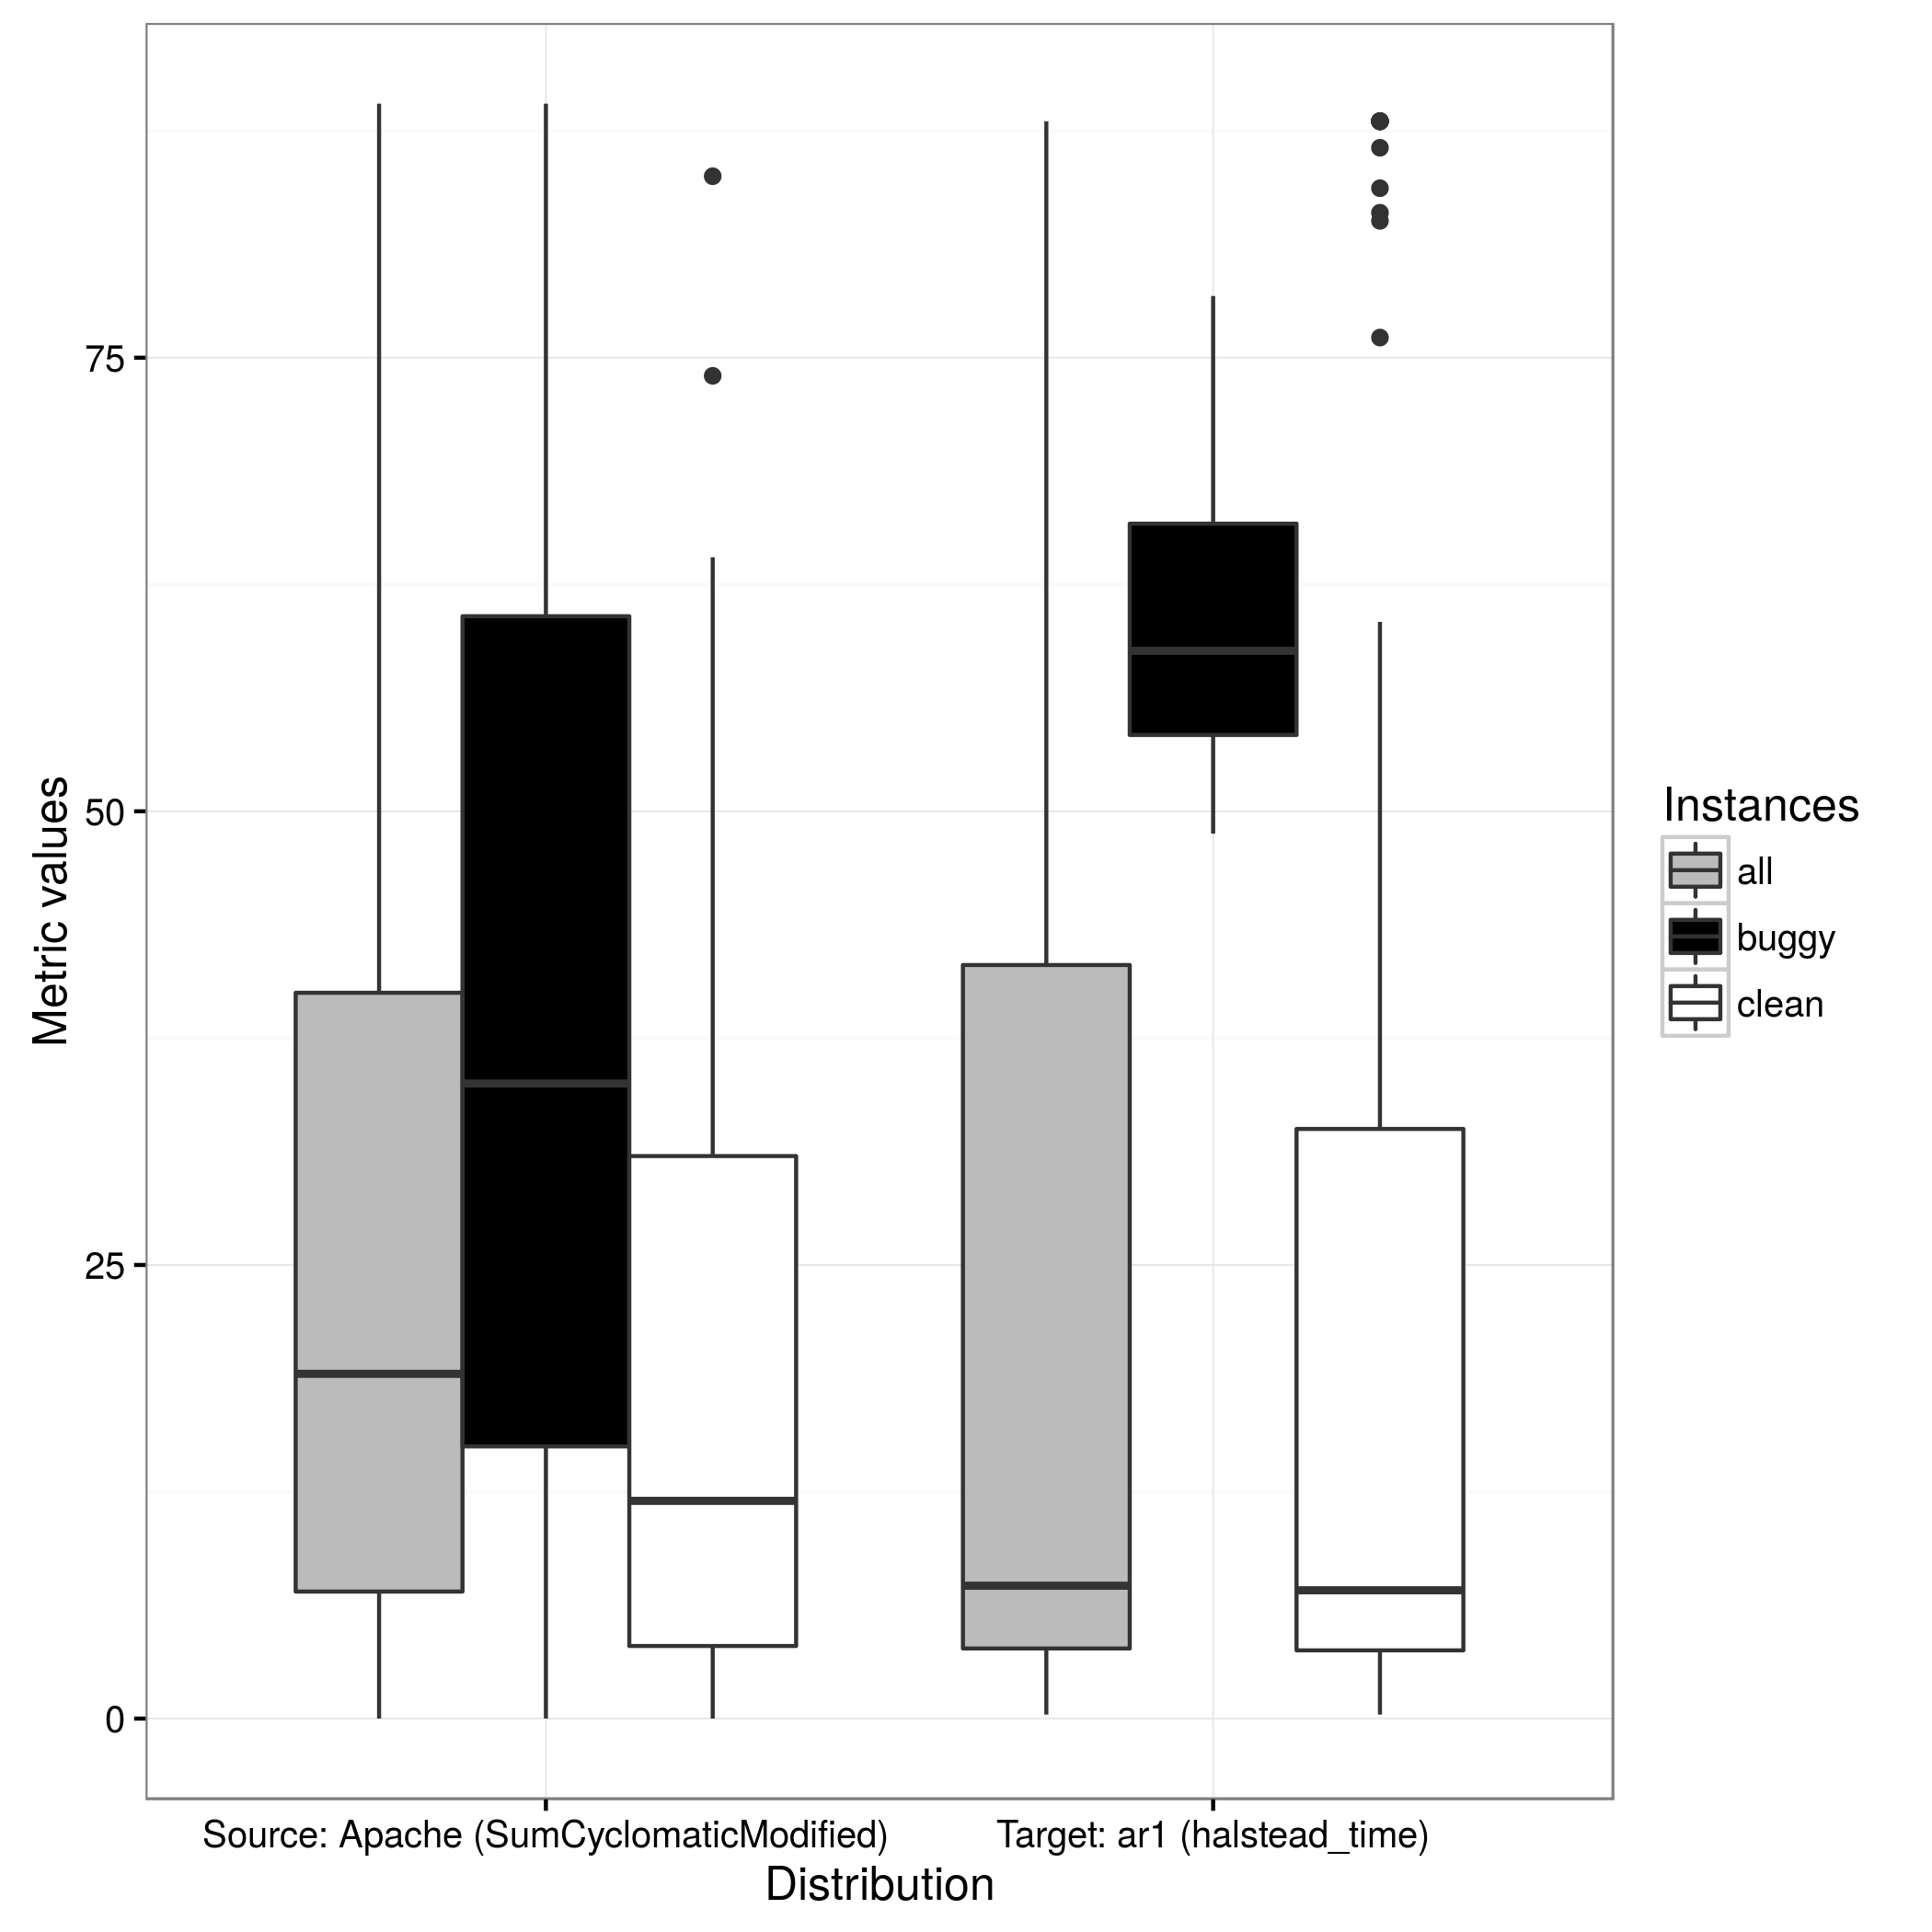 Metric values
75
50
25
0
Source: Apache (SumCyclomaticModified)
Target: ar1 (halstead_time)
Distribution
Instances
all
buggy
clean